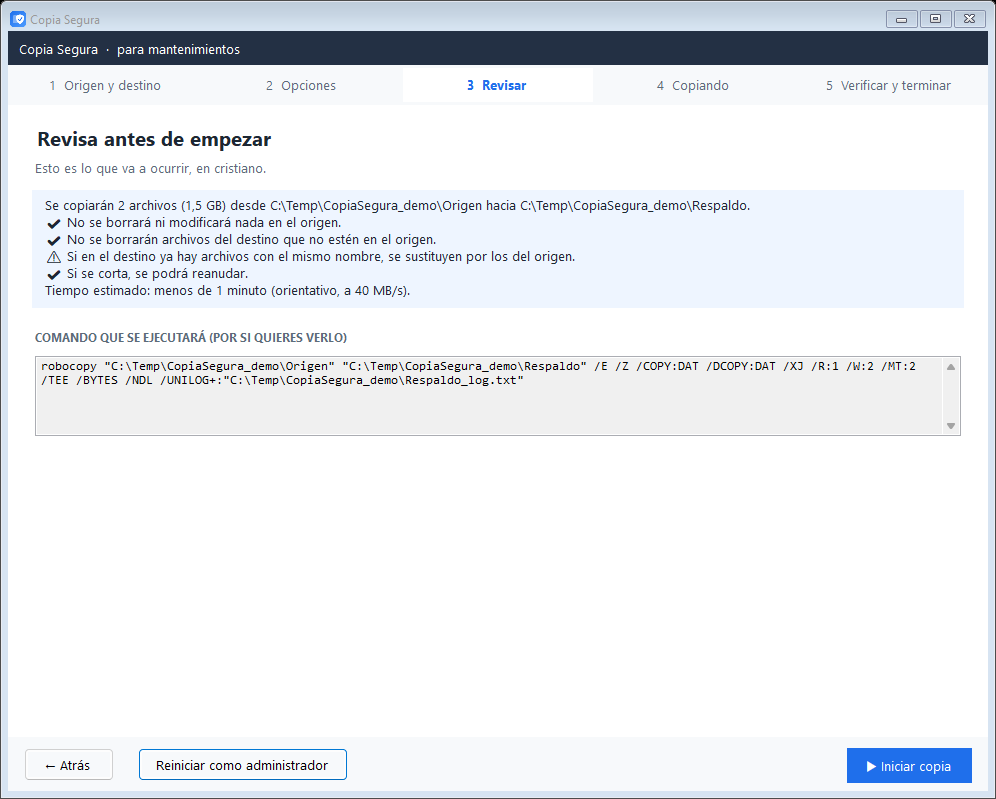 Copia Segura
Copia Segura · para mantenimientos
1 Origen y destino
2 Opciones
3 Revisar
4 Copiando
5 Verificar y terminar
Revisa antes de empezar
Esto es lo que va a ocurrir, en cristiano.
Se copiarán 2 archivos (1,5 GB) desde C:\Temp\CopiaSegura_demo\Origen hacia C:\Temp\CopiaSegura_demo\Respaldo.
✔ No se borrará ni modificará nada en el origen.
✔ No se borrarán archivos del destino que no estén en el origen.
⚠ Si en el destino ya hay archivos con el mismo nombre, se sustituyen por los del origen.
✔ Si se corta, se podrá reanudar.
Tiempo estimado: menos de 1 minuto (orientativo, a 40 MB/s).
COMANDO QUE SE EJECUTARÁ (POR SI QUIERES VERLO)
robocopy "C:\Temp\CopiaSegura_demo\Origen" "C:\Temp\CopiaSegura_demo\Respaldo" /E /Z /COPY:DAT /DCOPY:DAT /XJ /R:1 /W:2 /MT:2
/TEE /BYTES /NDL /UNILOG+:"C:\Temp\CopiaSegura_demo\Respaldo_log.txt"
← Atrás
Reiniciar como administrador
▶ Iniciar copia